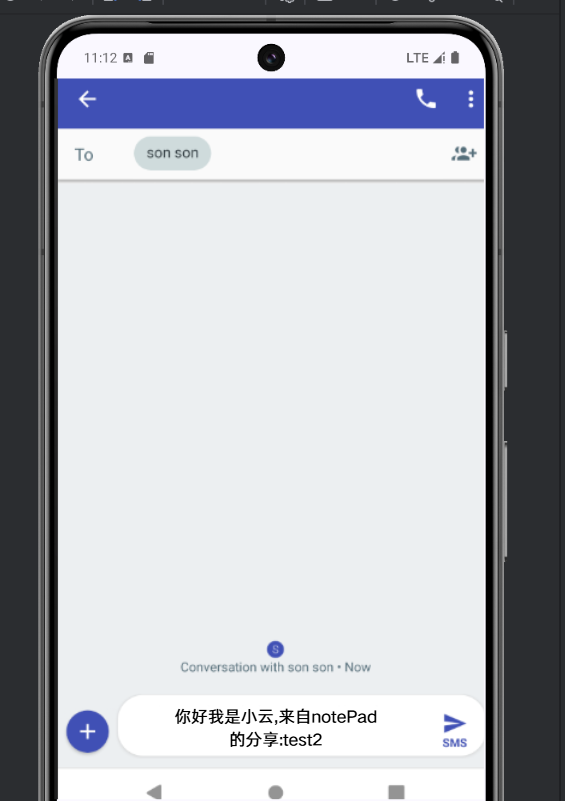 11:12
LTE
To
son son
S
Conversation with son son • Now
你好我是小云,来自notePad
的分享:test2
SMS